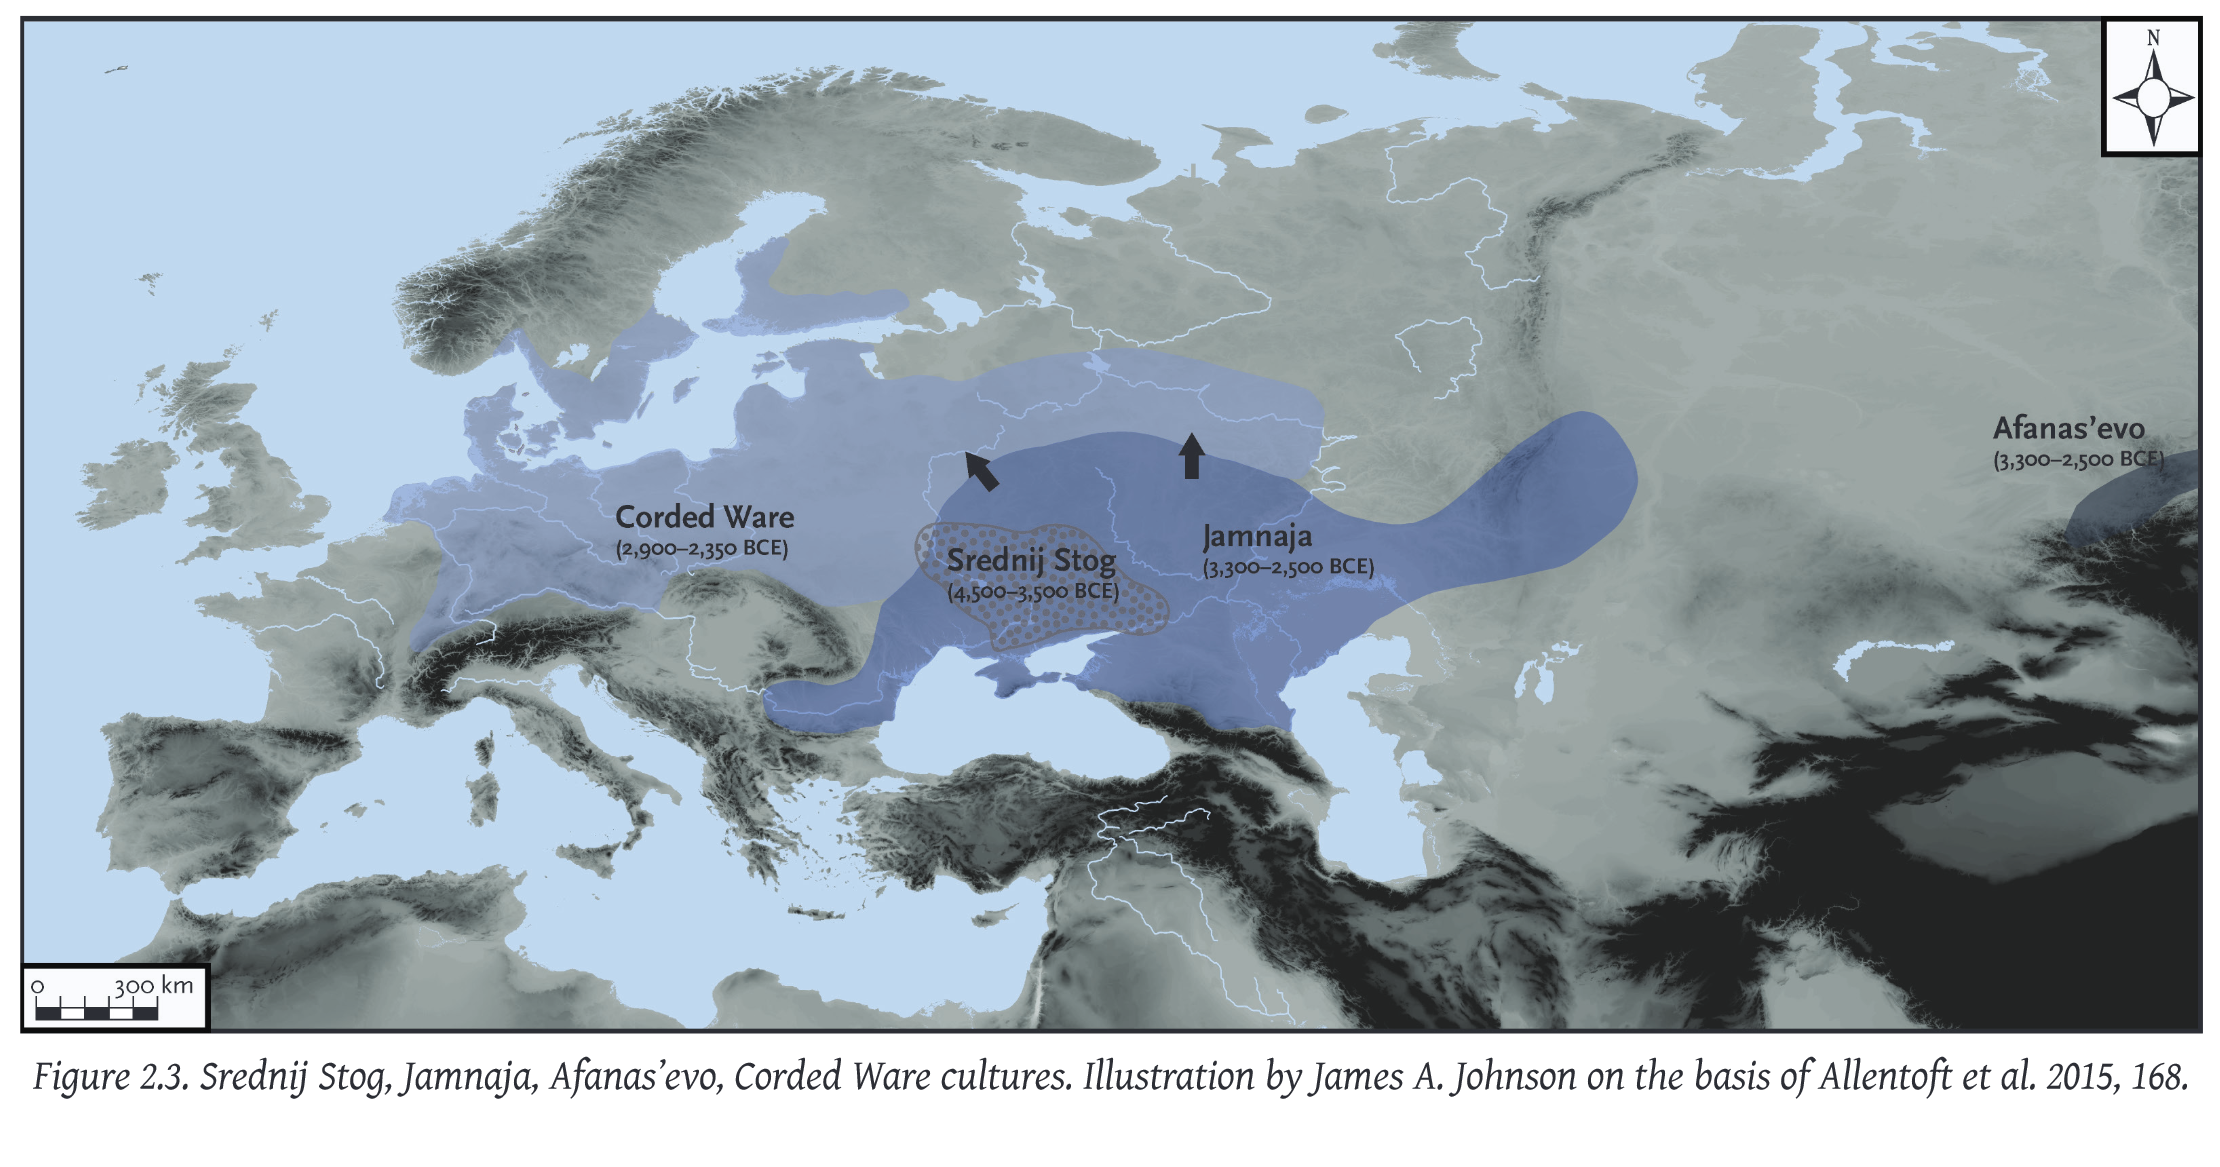 N
Afanas’evo
(3,300–2,500 BCE)
Corded Ware
(2,900–2,350 BCE)
Jamnaja
(3,300–2,500 BCE)
Srednij Stog
(4,500–3,500 BCE)
0 300 km
Figure 2.3. Srednij Stog, Jamnaja, Afanas’evo, Corded Ware cultures. Illustration by James A. Johnson on the basis of Allentoft et al. 2015, 168.